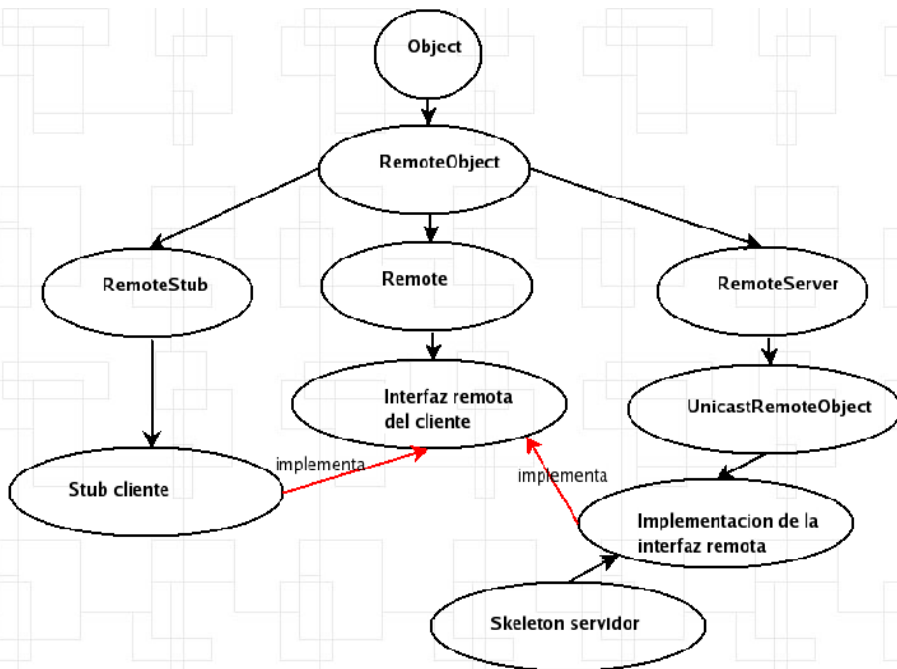 Object
RemoteObject
RemoteStub
Remote
RemoteServer
Interfaz remota
del cliente
UnicastRemoteObject
implementa
implementa
Stub cliente
Implementacion de la
interfaz remota
Skeleton servidor